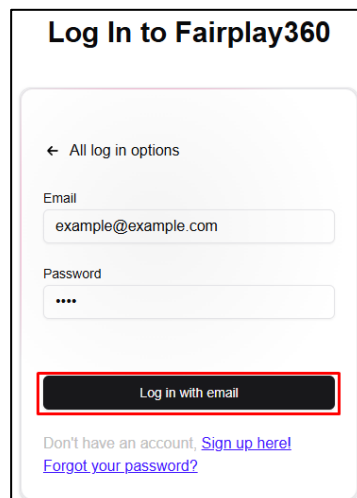 Log In to Fairplay360
← All log in options
Email
example@example.com
Password
••••
Log in with email
Don't have an account, Sign up here!
Forgot your password?